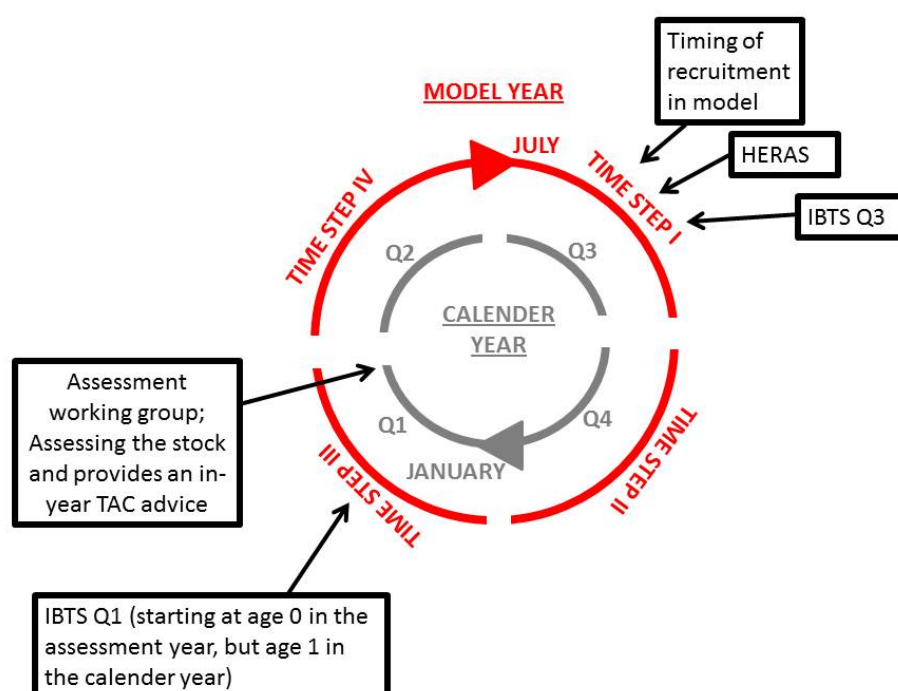 Timing of
recruitment
in model
MODEL YEAR
JULY
HERAS
TIME STEP IV
TIME STEP I
IBTS Q3
Q2
Q3
CALENDER
YEAR
Assessment
working group;
Assessing the stock
and provides an in-
year TAC advice
Q1
Q4
JANUARY
TIME STEP III
TIME STEP II
IBTS Q1 (starting at age 0 in the
assessment year, but age 1 in
the calender year)